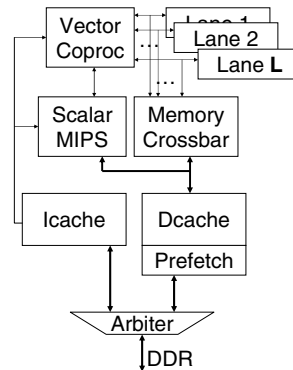 Vector
Coproc
Lane 1
Lane 2
Lane L
...
...
Scalar
MIPS
Memory
Crossbar
Icache
Dcache
Prefetch
Arbiter
DDR